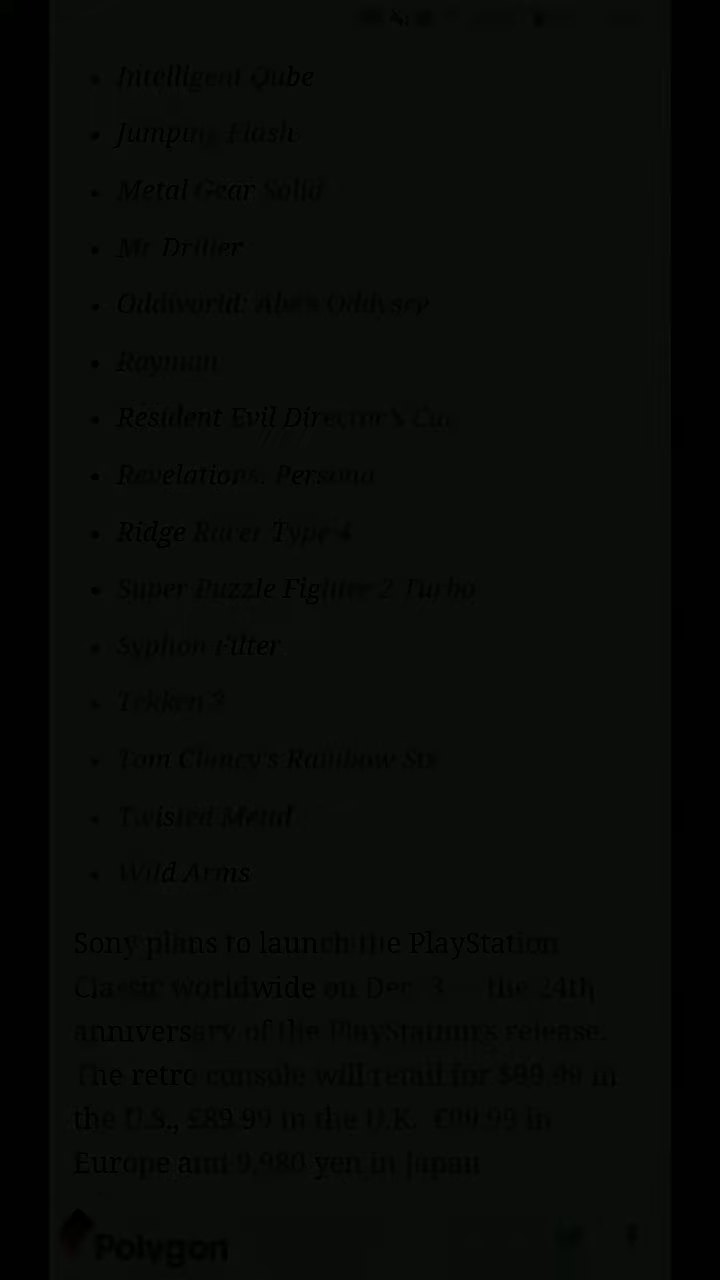 Intelligent Qube
Jumping Flash
Metal Gear Solid
Mr Driller
Oddworld: Abe's Oddysey
Rayman
Resident Evil Director's Cut
Revelations: Persona
Ridge Racer Type 4
Super Puzzle Fighter 2 Turbo
Syphon Filter
Tekken 3
Tom Clancy's Rainbow Six
Twisted Metal
Wild Arms
Sony plans to launch the PlayStation
Classic worldwide on Dec. 3 — the 24th
anniversary of the PlayStation's release.
The retro console will retail for $99.99 in
the U.S., £89.99 in the U.K. €99.99 in
Europe and 9,980 yen in Japan
Polygon